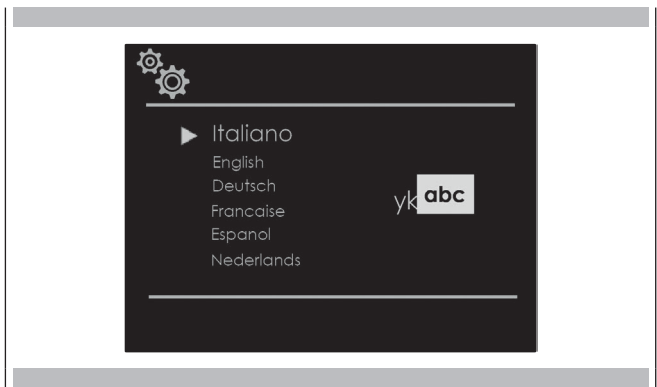 Italiano
English
Deutsch
Francaise
Espanol
Nederlands
yk abc